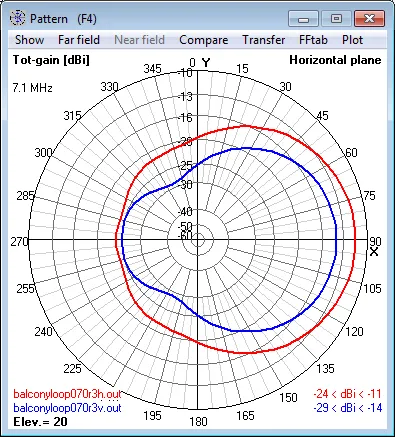 Pattern (F4)
Show Far field Near field Compare Transfer FFtab Plot
Tot-gain [dBi]
Horizontal plane
7.1 MHz
0 Y
345
15
330
30
315
45
300
60
285
75
270
90
X
255
105
240
120
225
135
210
150
195
165
180
-10
-13
-16
-20
-25
-30
-40
-50
-60
balconyloop070r3h.out
-24 < dBi < -11
balconyloop070r3v.out
-29 < dBi < -14
Elev.= 20